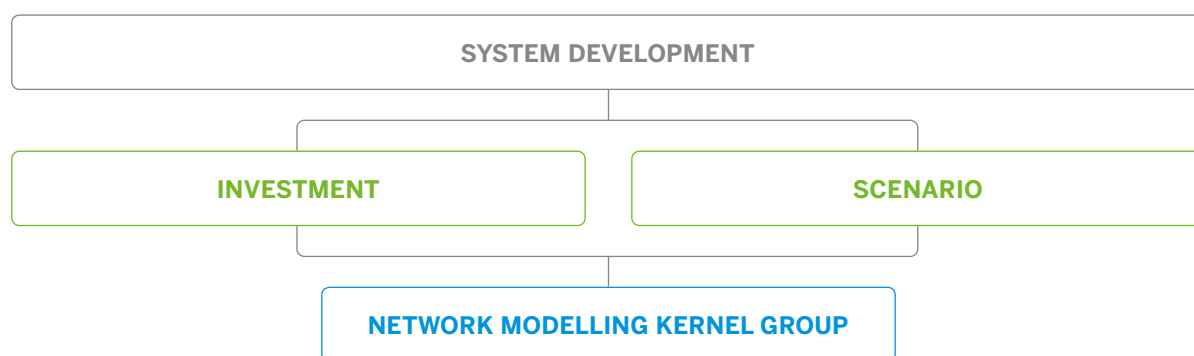 SYSTEM DEVELOPMENT
INVESTMENT
SCENARIO
NETWORK MODELLING KERNEL GROUP